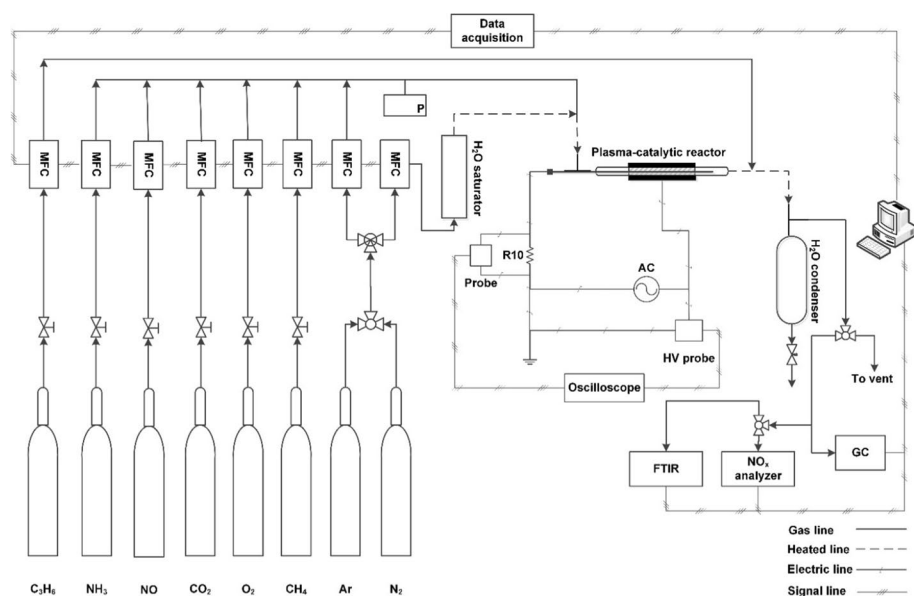 Data
acquisition
P
MFC
MFC
MFC
MFC
MFC
MFC
MFC
MFC
H₂O saturator
Plasma-catalytic reactor
R10
Probe
AC
H₂O condenser
HV probe
To vent
Oscilloscope
FTIR
NOₓ
analyzer
GC
Gas line
Heated line
Electric line
Signal line
C₃H₆ NH₃ NO CO₂ O₂ CH₄ Ar N₂